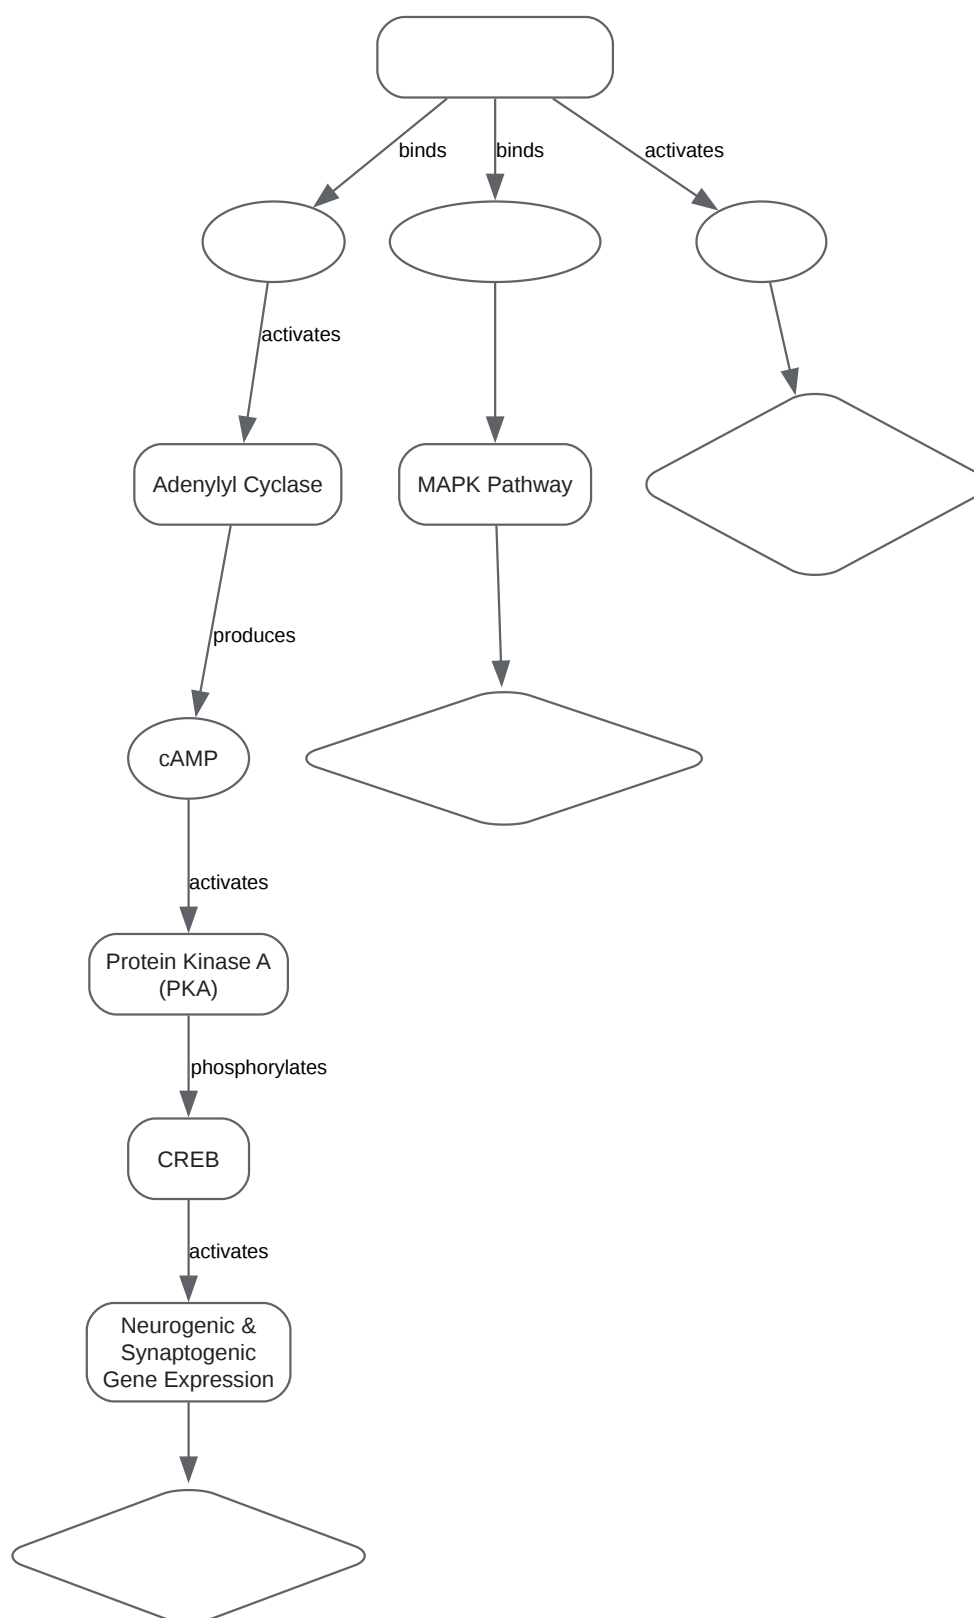 binds
binds
activates
activates
Adenylyl Cyclase
MAPK Pathway
produces
cAMP
activates
Protein Kinase A
(PKA)
phosphorylates
CREB
activates
Neurogenic &
Synaptogenic
Gene Expression